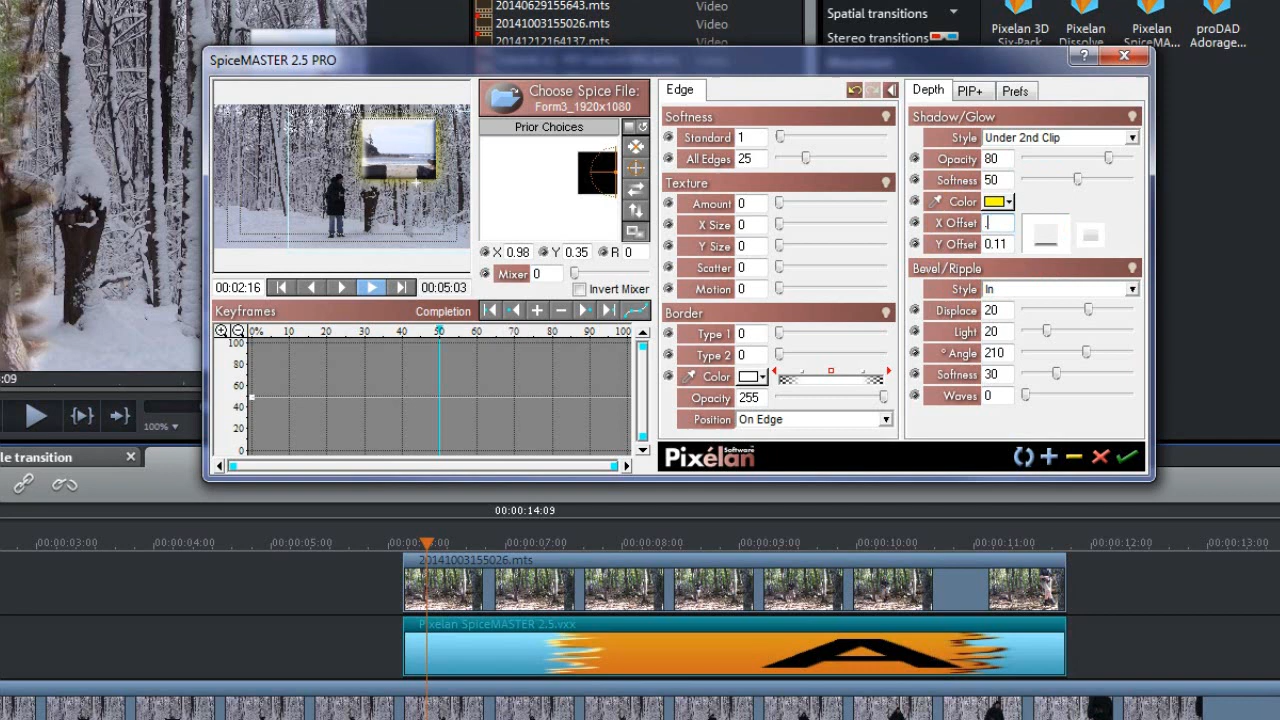 20140629155643.mts Video
20141003155026.mts Video
20141212164137.mts Video
Spatial transitions
Stereo transitions
Pixelan 3D Six-Pack
Pixelan Dissolve
Pixelan SpiceMA...
proDAD Adorage...
SpiceMASTER 2.5 PRO
?
Choose Spice File:
Form3_1920x1080
Prior Choices
X 0.98 Y 0.35 R 0
Mixer 0
Invert Mixer
00:02:16
00:05:03
Keyframes
Completion
0% 10 20 30 40 50 60 70 80 90 100
100
80
60
40
20
0
Edge
Softness
Standard 1
All Edges 25
Texture
Amount 0
X Size 0
Y Size 0
Scatter 0
Motion 0
Border
Type 1 0
Type 2 0
Color
Opacity 255
Position On Edge
Depth PIP+ Prefs
Shadow/Glow
Style Under 2nd Clip
Opacity 80
Softness 50
Color
X Offset .
Y Offset 0.11
Bevel/Ripple
Style In
Displace 20
Light 20
° Angle 210
Softness 30
Waves 0
Pixélan Software
:09
100%
le transition
00:00:14:09
00:00:03:00 00:00:04:00 00:00:05:00 00:00:07:00 00:00:08:00 00:00:09:00 00:00:10:00 00:00:11:00 00:00:12:00 00:00:13:00
20141003155026.mts
Pixelan SpiceMASTER 2.5.vxx
A